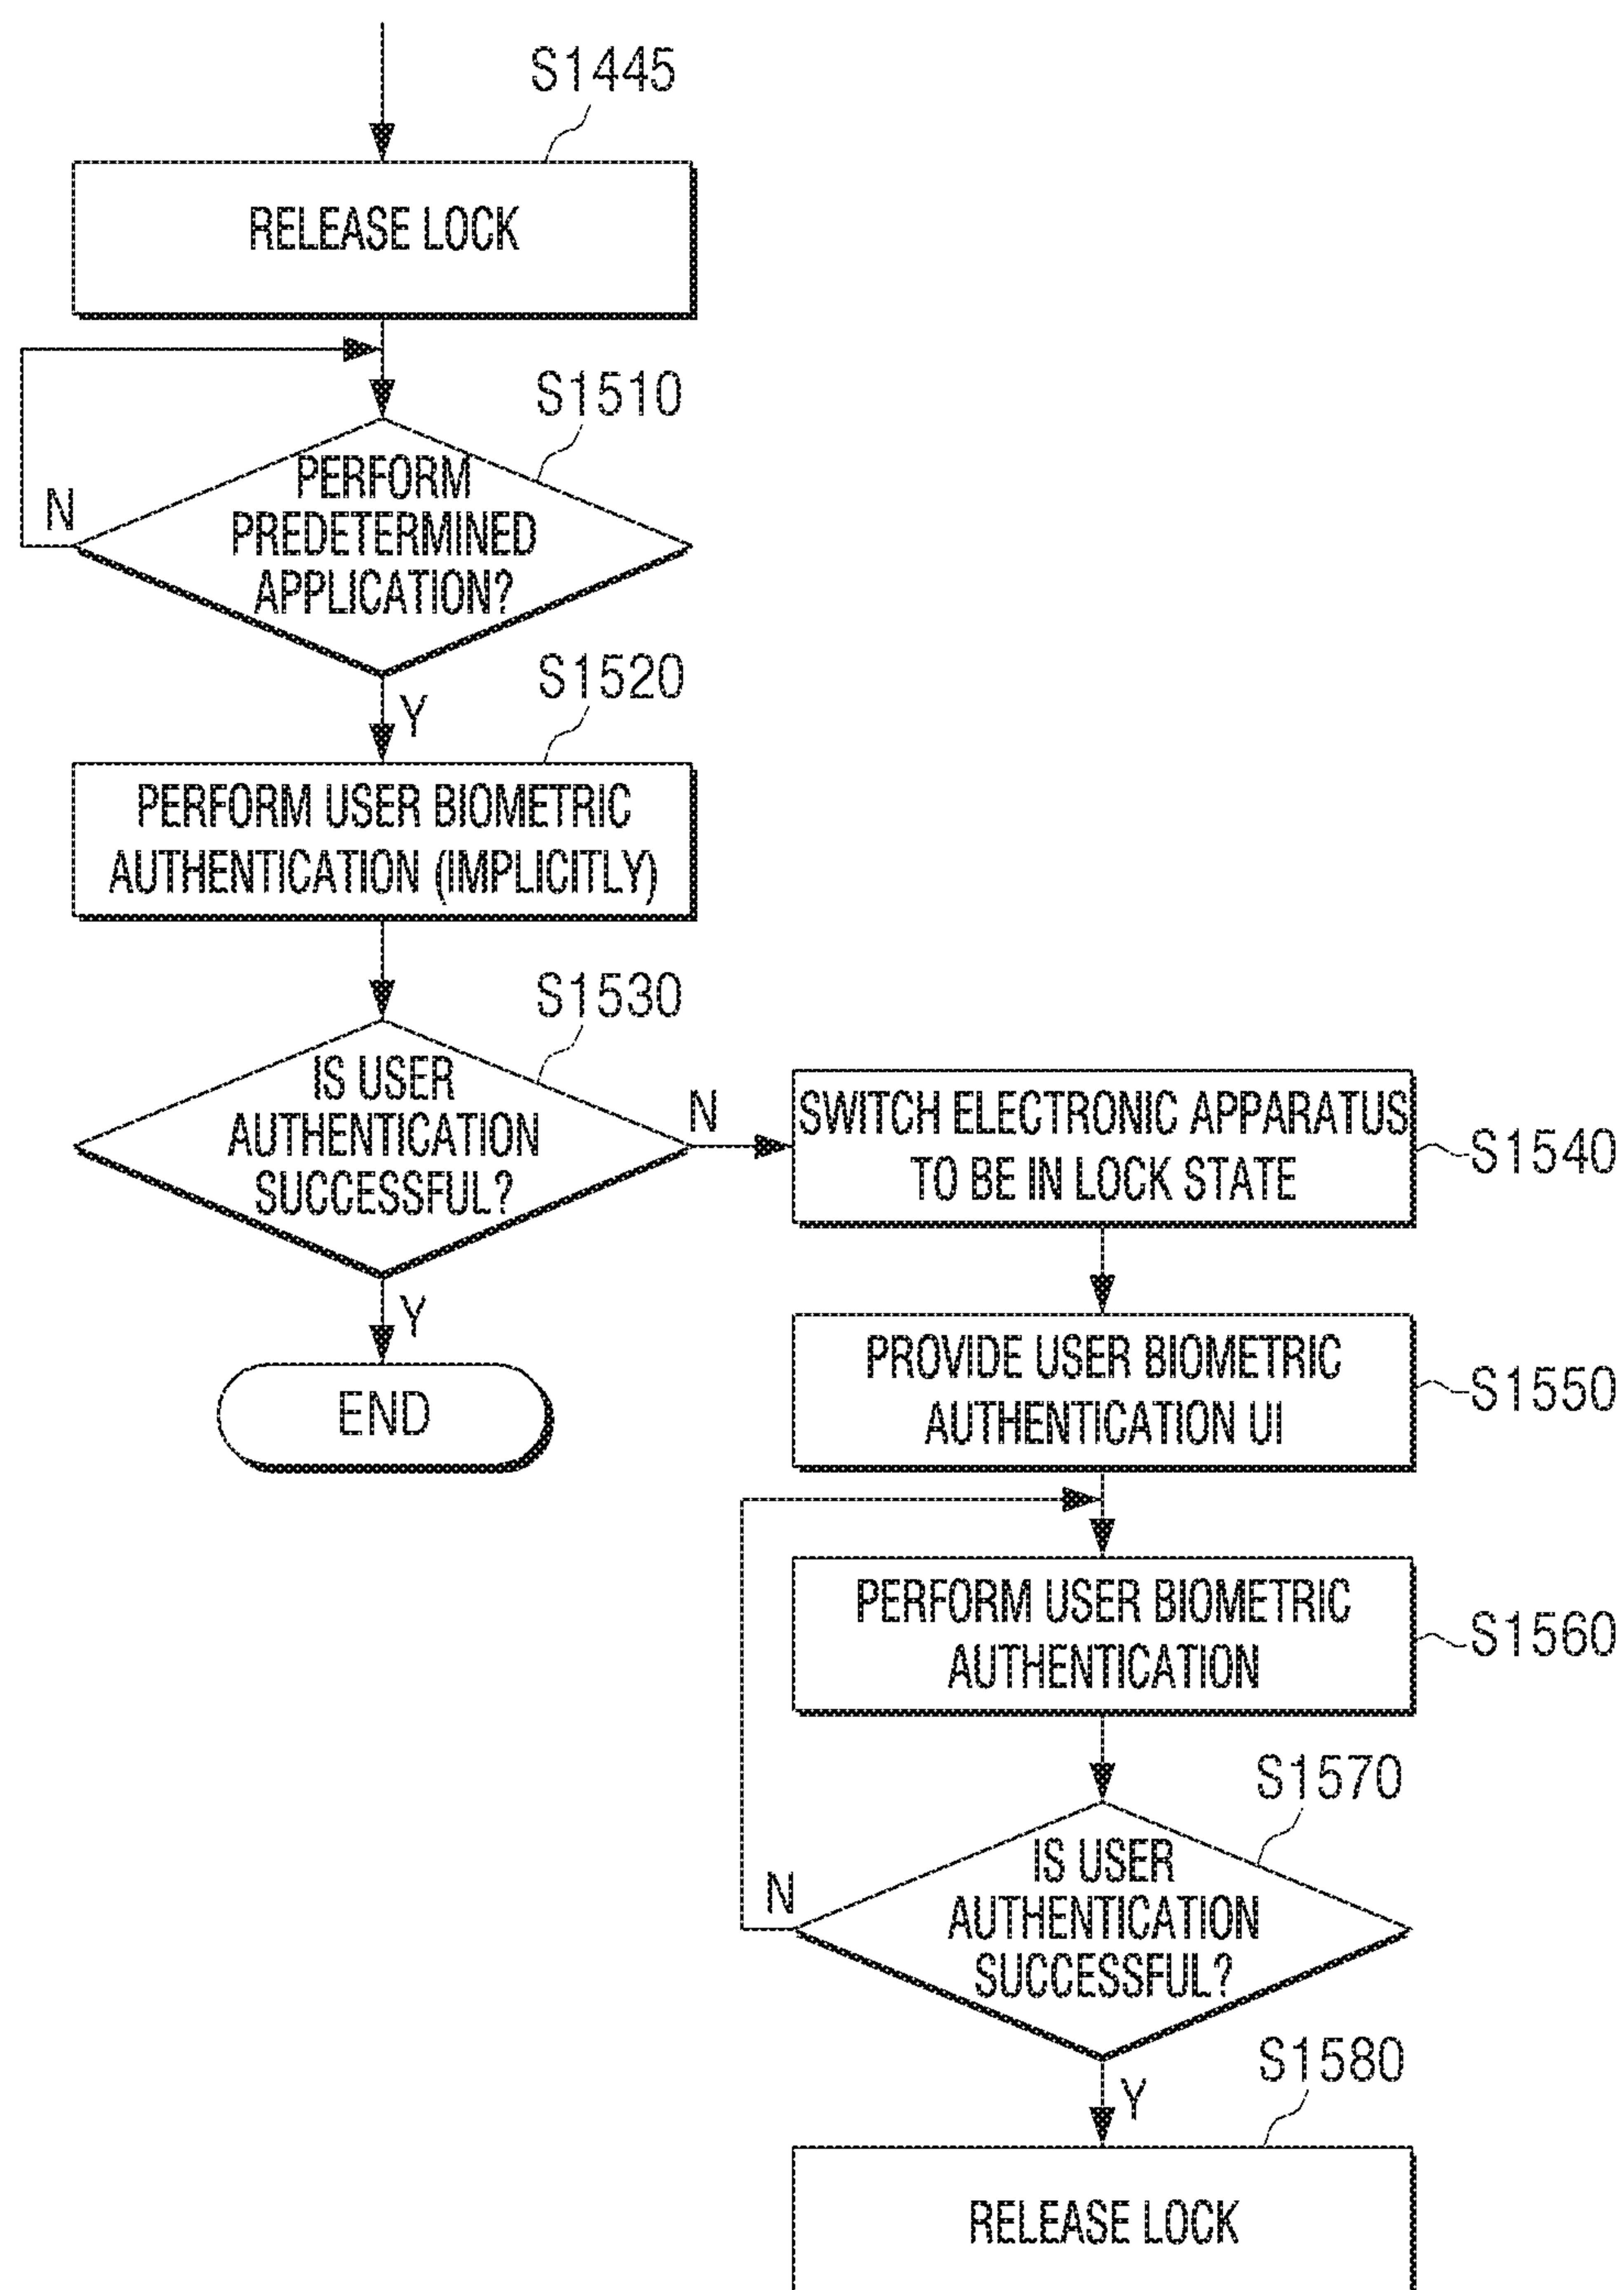 S1445
RELEASE LOCK
S1510
PERFORM
PREDETERMINED
APPLICATION?
N
Y
S1520
PERFORM USER BIOMETRIC
AUTHENTICATION (IMPLICITLY)
S1530
IS USER
AUTHENTICATION
SUCCESSFUL?
N
Y
END
SWITCH ELECTRONIC APPARATUS
TO BE IN LOCK STATE
S1540
PROVIDE USER BIOMETRIC
AUTHENTICATION UI
S1550
PERFORM USER BIOMETRIC
AUTHENTICATION
S1560
S1570
IS USER
AUTHENTICATION
SUCCESSFUL?
N
Y
S1580
RELEASE LOCK